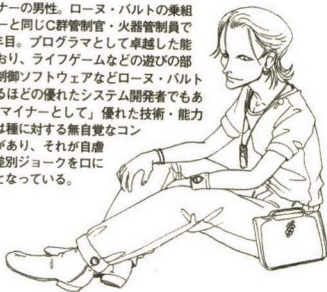 ナーの男性。ローヌ・バルトの乗組
ーと同じC群管制官・火器管制員で
年目。プログラマとして卓越した能
おり、ライフゲームなどの遊びの部
制御ソフトウェアなどローヌ・バルト
るほどの優れたシステム開発者でもあ
マイナーとして」優れた技術・能力
は種に対する無自覚なコン
があり、それが自虐
差別ジョークを口に
となっている。